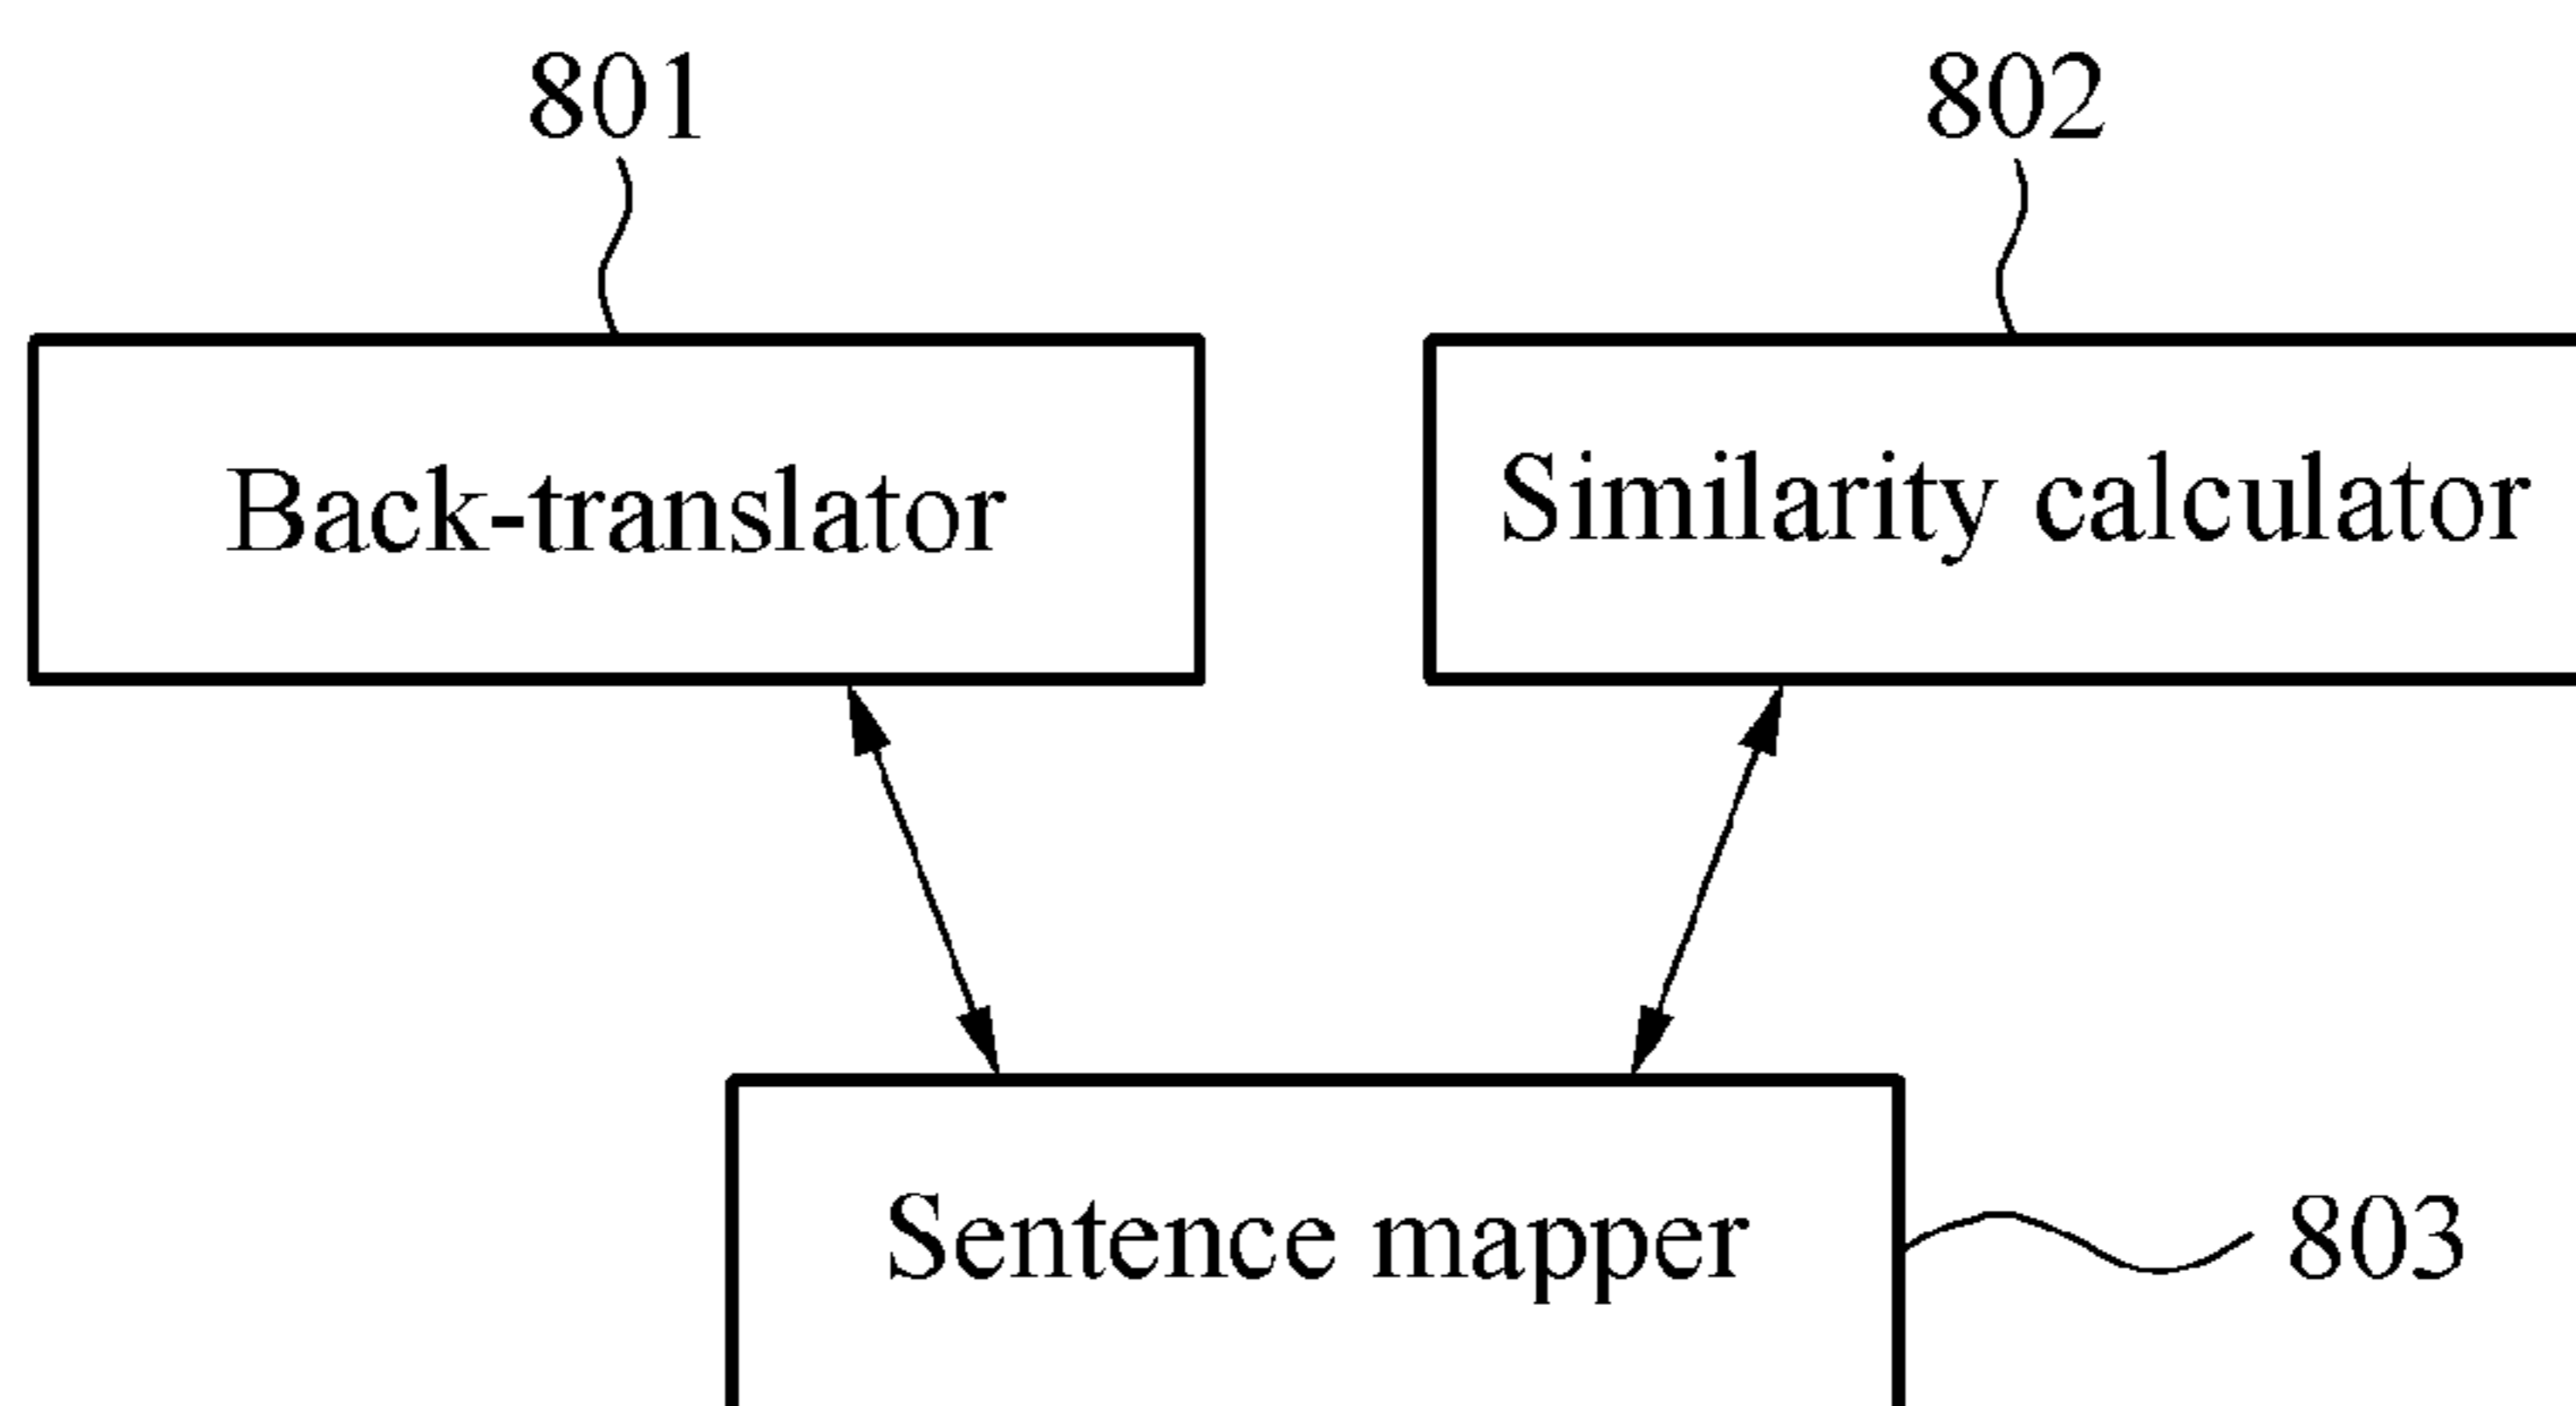 801
802
Back-translator
Similarity calculator
Sentence mapper
803